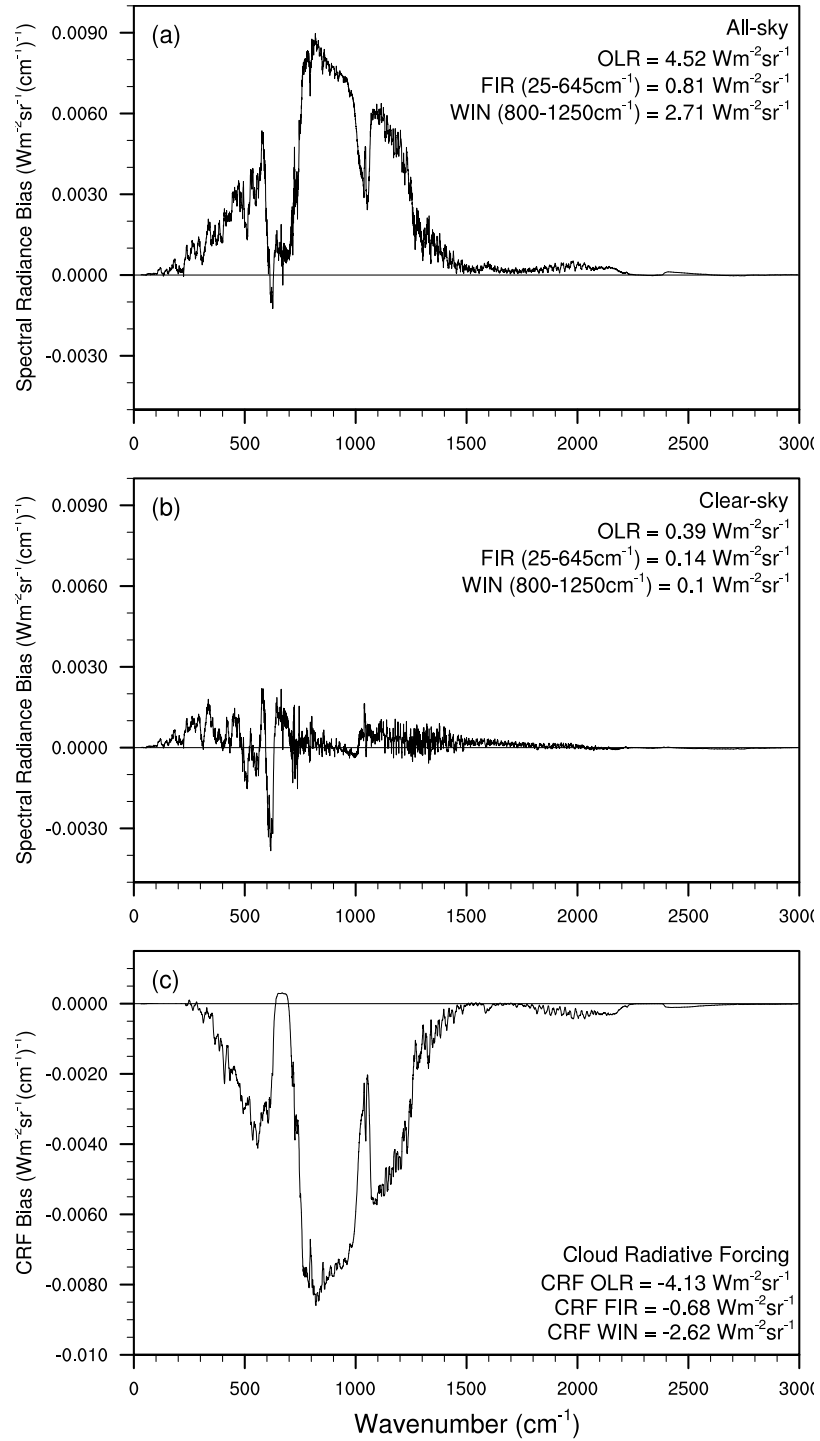 (a)
All-sky
OLR = 4.52 Wm⁻²sr⁻¹
FIR (25-645cm⁻¹) = 0.81 Wm⁻²sr⁻¹
WIN (800-1250cm⁻¹) = 2.71 Wm⁻²sr⁻¹
Spectral Radiance Bias (Wm⁻²sr⁻¹(cm⁻¹)⁻¹)
0.0090
0.0060
0.0030
0.0000
-0.0030
0 500 1000 1500 2000 2500 3000
(b)
Clear-sky
OLR = 0.39 Wm⁻²sr⁻¹
FIR (25-645cm⁻¹) = 0.14 Wm⁻²sr⁻¹
WIN (800-1250cm⁻¹) = 0.1 Wm⁻²sr⁻¹
Spectral Radiance Bias (Wm⁻²sr⁻¹(cm⁻¹)⁻¹)
0.0090
0.0060
0.0030
0.0000
-0.0030
0 500 1000 1500 2000 2500 3000
(c)
CRF Bias (Wm⁻²sr⁻¹(cm⁻¹)⁻¹)
0.0000
-0.0020
-0.0040
-0.0060
-0.0080
-0.010
Cloud Radiative Forcing
CRF OLR = -4.13 Wm⁻²sr⁻¹
CRF FIR = -0.68 Wm⁻²sr⁻¹
CRF WIN = -2.62 Wm⁻²sr⁻¹
0 500 1000 1500 2000 2500 3000
Wavenumber (cm⁻¹)